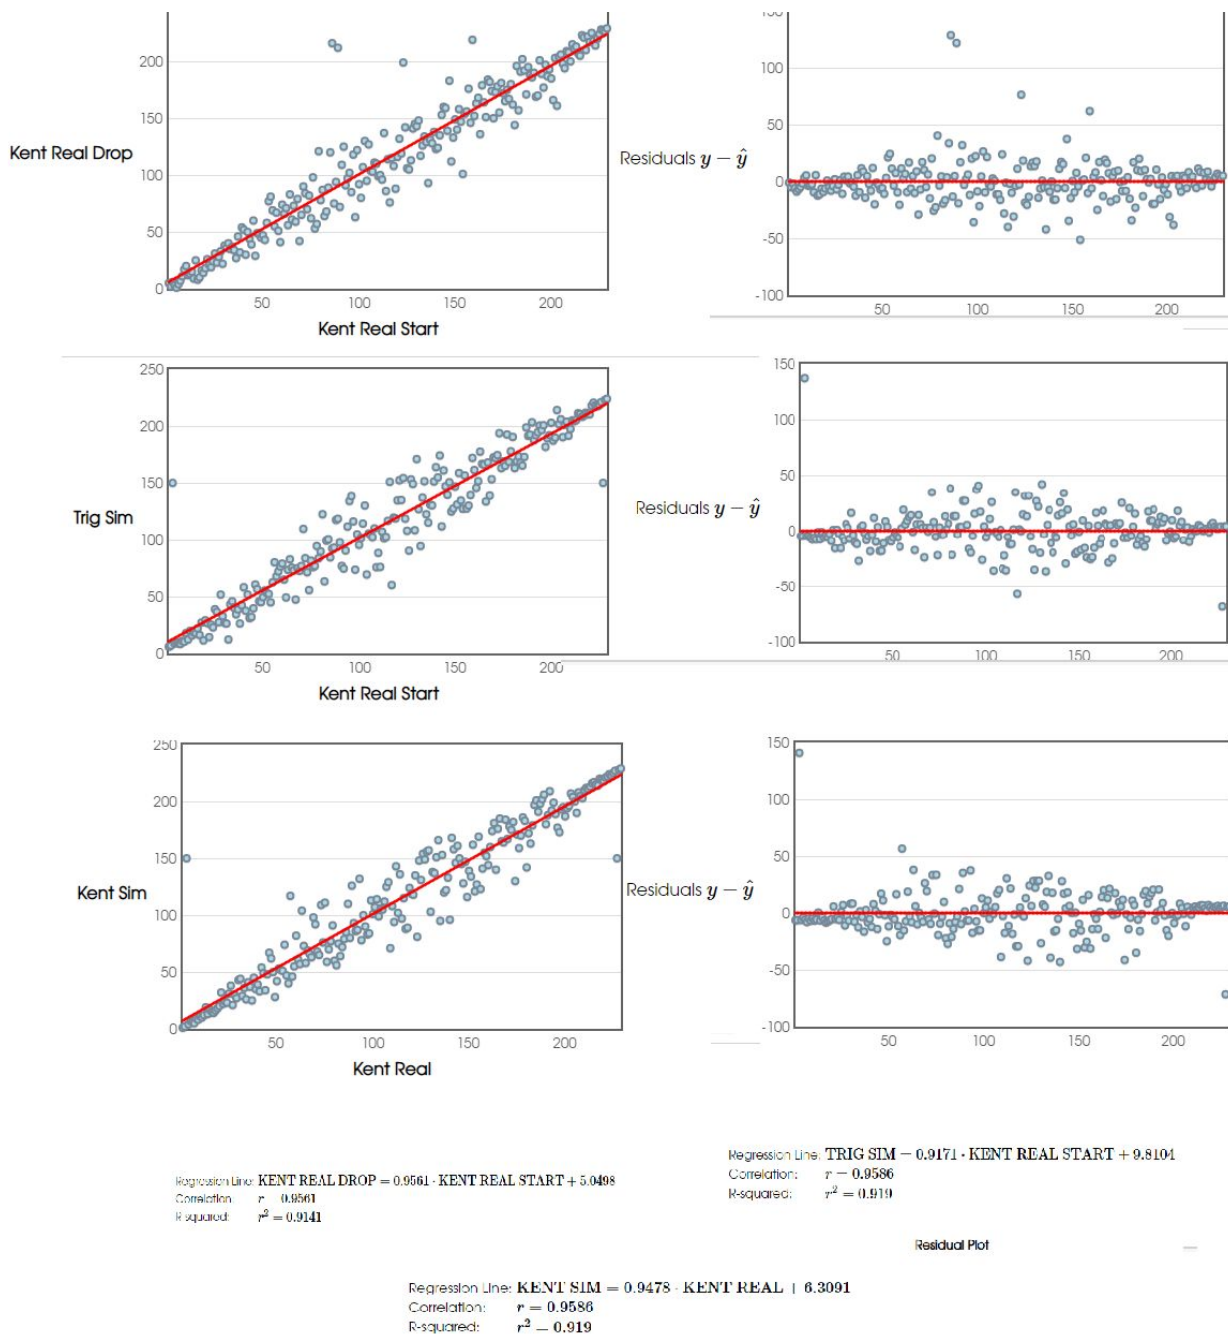 200
150
Kent Real Drop
100
50
0
50 100 150 200
Kent Real Start
150
100
50
Residuals y − ŷ
0
-50
-100
50 100 150 200
250
200
150
Trig Sim
100
50
0
50 100 150 200
Kent Real Start
150
100
50
Residuals y − ŷ
0
-50
-100
50 100 150 200
250
200
150
Kent Sim
100
50
0
50 100 150 200
Kent Real
150
100
50
Residuals y − ŷ
0
-50
-100
50 100 150 200
Regression Line: TRIG SIM = 0.9171 · KENT REAL START + 9.8104
Correlation: r = 0.9586
R-squared: r² = 0.919
Regression Line: KENT REAL DROP = 0.9561 · KENT REAL START + 5.0498
Correlation: r = 0.9561
R-squared: r² = 0.9141
Residual Plot
Regression Line: KENT SIM = 0.9478 · KENT REAL + 6.3091
Correlation: r = 0.9586
R-squared: r² = 0.919